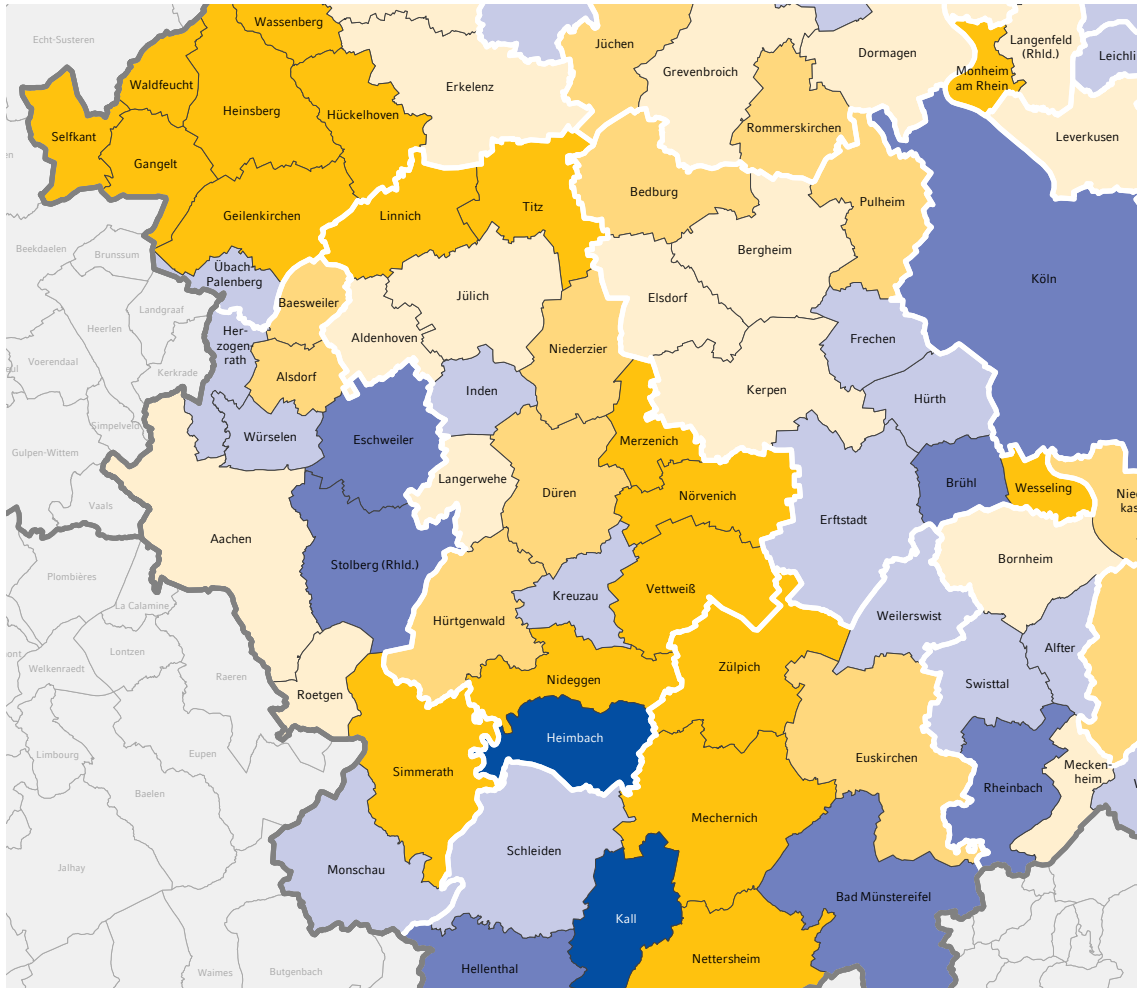 Echt-Susteren
Wassenberg
Jüchen
Dormagen
Langenfeld
(Rhld.)
Leichli
Waldfeucht
Heinsberg
Hückelhoven
Erkelenz
Grevenbroich
Monheim
am Rhein
Selfkant
Gangelt
Rommerskirchen
Leverkusen
Geilenkirchen
Linnich
Titz
Bedburg
Pulheim
Beekdaelen
Brunssum
Bergheim
Übach-
Palenberg
Köln
Baesweiler
Jülich
Elsdorf
Landgraaf
Heerlen
Her-
zogen-
rath
Aldenhoven
Niederzier
Frechen
Voerendaal
Kerkrade
Alsdorf
Inden
Kerpen
Hürth
Simpelveld
Würselen
Eschweiler
Merzenich
Gulpen-Wittem
Langerwehe
Düren
Nörvenich
Brühl
Wesseling
Nied
kas
Vaals
Aachen
Erftstadt
Stolberg (Rhld.)
Bornheim
Plombières
Kreuzau
Vettweiß
La Calamine
Hürtgenwald
Weilerswist
Lontzen
Alfter
ont
Welkenraedt
Raeren
Nideggen
Zülpich
Swisttal
Roetgen
Heimbach
Limbourg
Eupen
Simmerath
Euskirchen
Mecken-
heim
Rheinbach
Baelen
Mechernich
Schleiden
Jalhay
Monschau
Bad Münstereifel
Kall
Waimes
Butgenbach
Hellenthal
Nettersheim